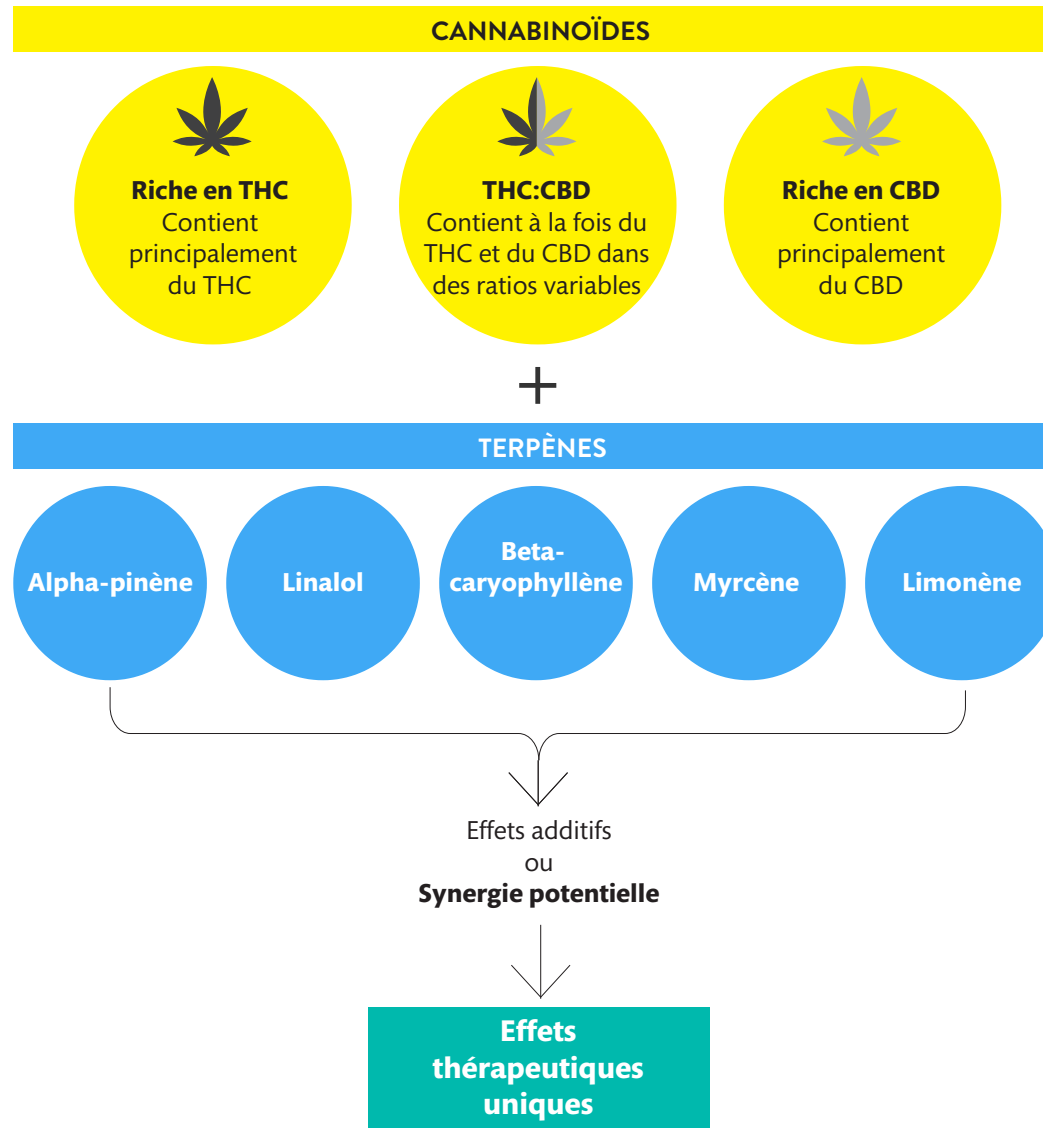 CANNABINOÏDES
Riche en THC
Contient
principalement
du THC
THC:CBD
Contient à la fois du
THC et du CBD dans
des ratios variables
Riche en CBD
Contient
principalement
du CBD
+
TERPÈNES
Alpha-pinène
Linalol
Beta-
caryophyllène
Myrcène
Limonène
Effets additifs
ou
Synergie potentielle
Effets
thérapeutiques
uniques